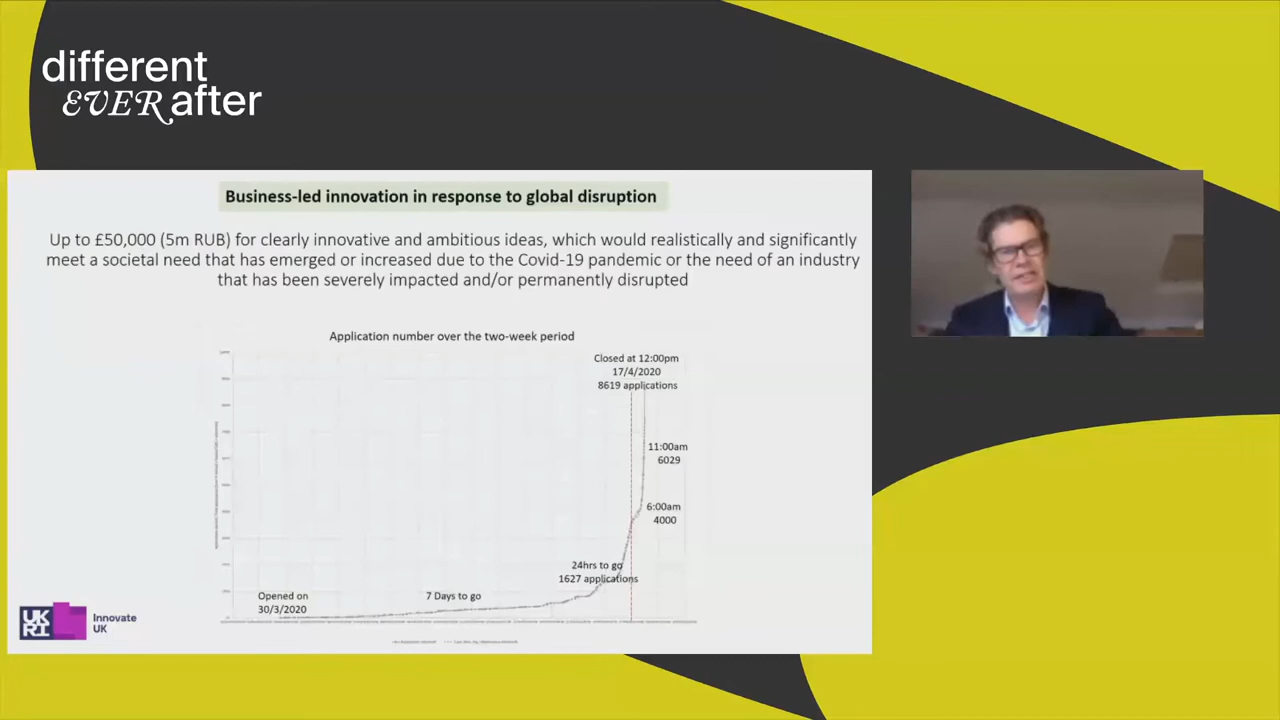 different
EVER after
Business-led innovation in response to global disruption
Up to £50,000 (5m RUB) for clearly innovative and ambitious ideas, which would realistically and significantly
meet a societal need that has emerged or increased due to the Covid-19 pandemic or the need of an industry
that has been severely impacted and/or permanently disrupted
Application number over the two-week period
Closed at 12:00pm
17/4/2020
8619 applications
11:00am
6029
6:00am
4000
24hrs to go
1627 applications
7 Days to go
Opened on
30/3/2020
UK
RI
Innovate
UK